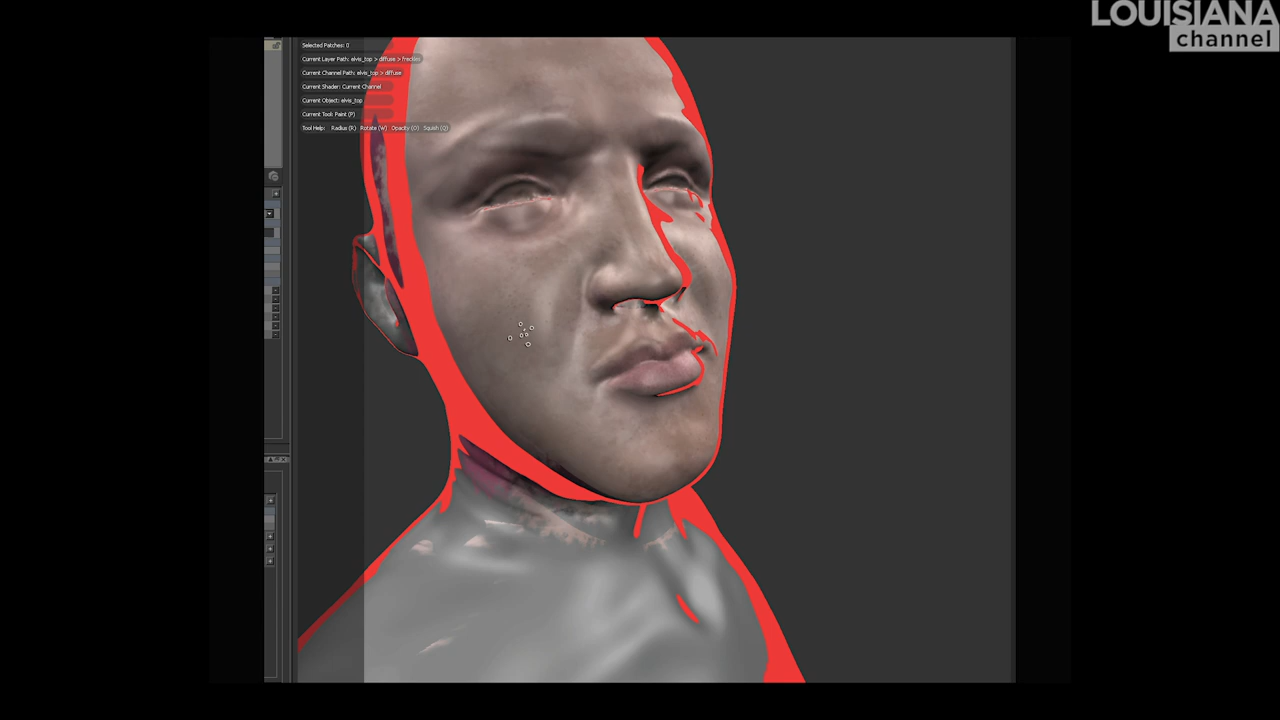 LOUISIANA
channel
Selected Patches: 0
Current Layer Path: elvis_top > diffuse > freckles
Current Channel Path: elvis_top > diffuse
Current Shader: Current Channel
Current Object: elvis_top
Current Tool: Paint (P)
Tool Help: Radius (R) Rotate (W) Opacity (O) Squish (Q)